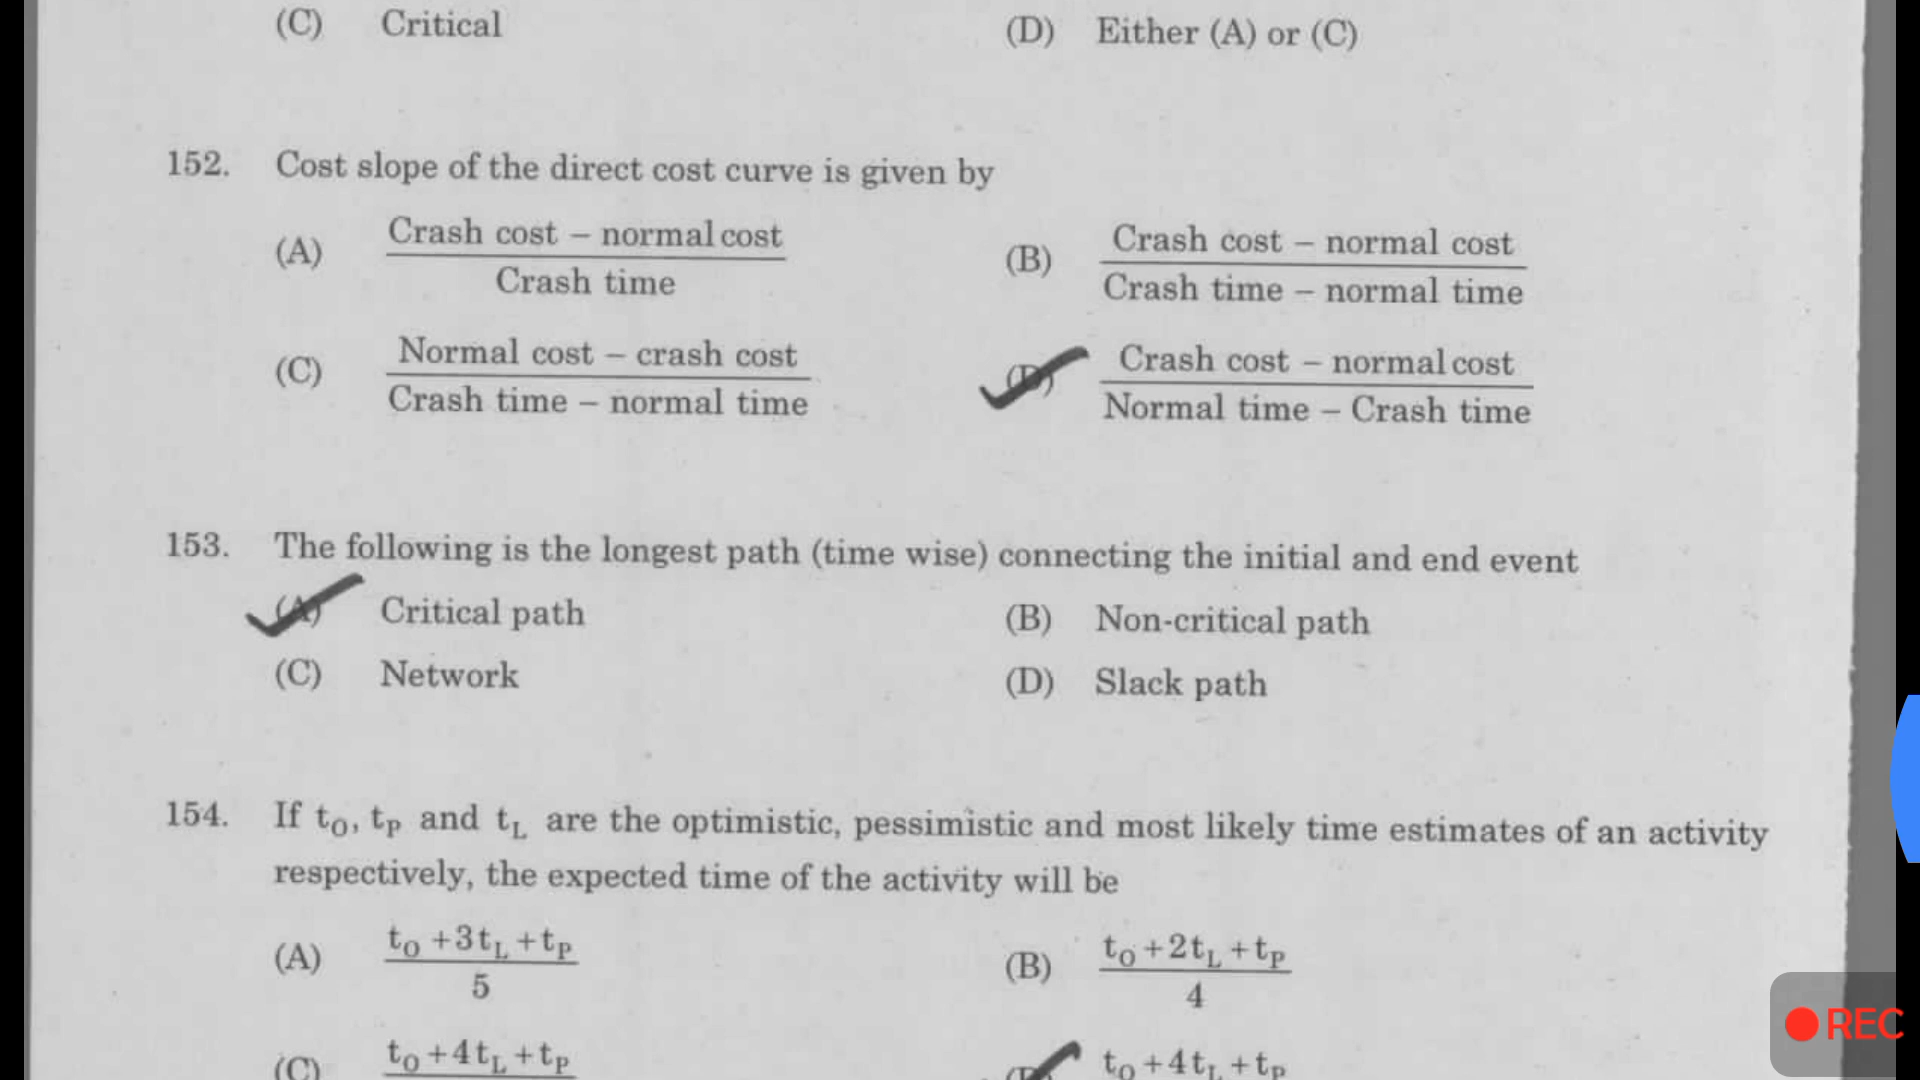 (C) Critical (D) Either (A) or (C)
152. Cost slope of the direct cost curve is given by
(A) Crash cost – normal cost
Crash time
(B) Crash cost – normal cost
Crash time – normal time
(C) Normal cost – crash cost
Crash time – normal time
(D) Crash cost – normal cost
Normal time – Crash time
153. The following is the longest path (time wise) connecting the initial and end event
(A) Critical path (B) Non-critical path
(C) Network (D) Slack path
154. If tO, tP and tL are the optimistic, pessimistic and most likely time estimates of an activity
respectively, the expected time of the activity will be
(A) tO +3tL +tP
5
(B) tO +2tL +tP
4
(C) tO +4tL +tP
(D) tO +4tL +tP
REC